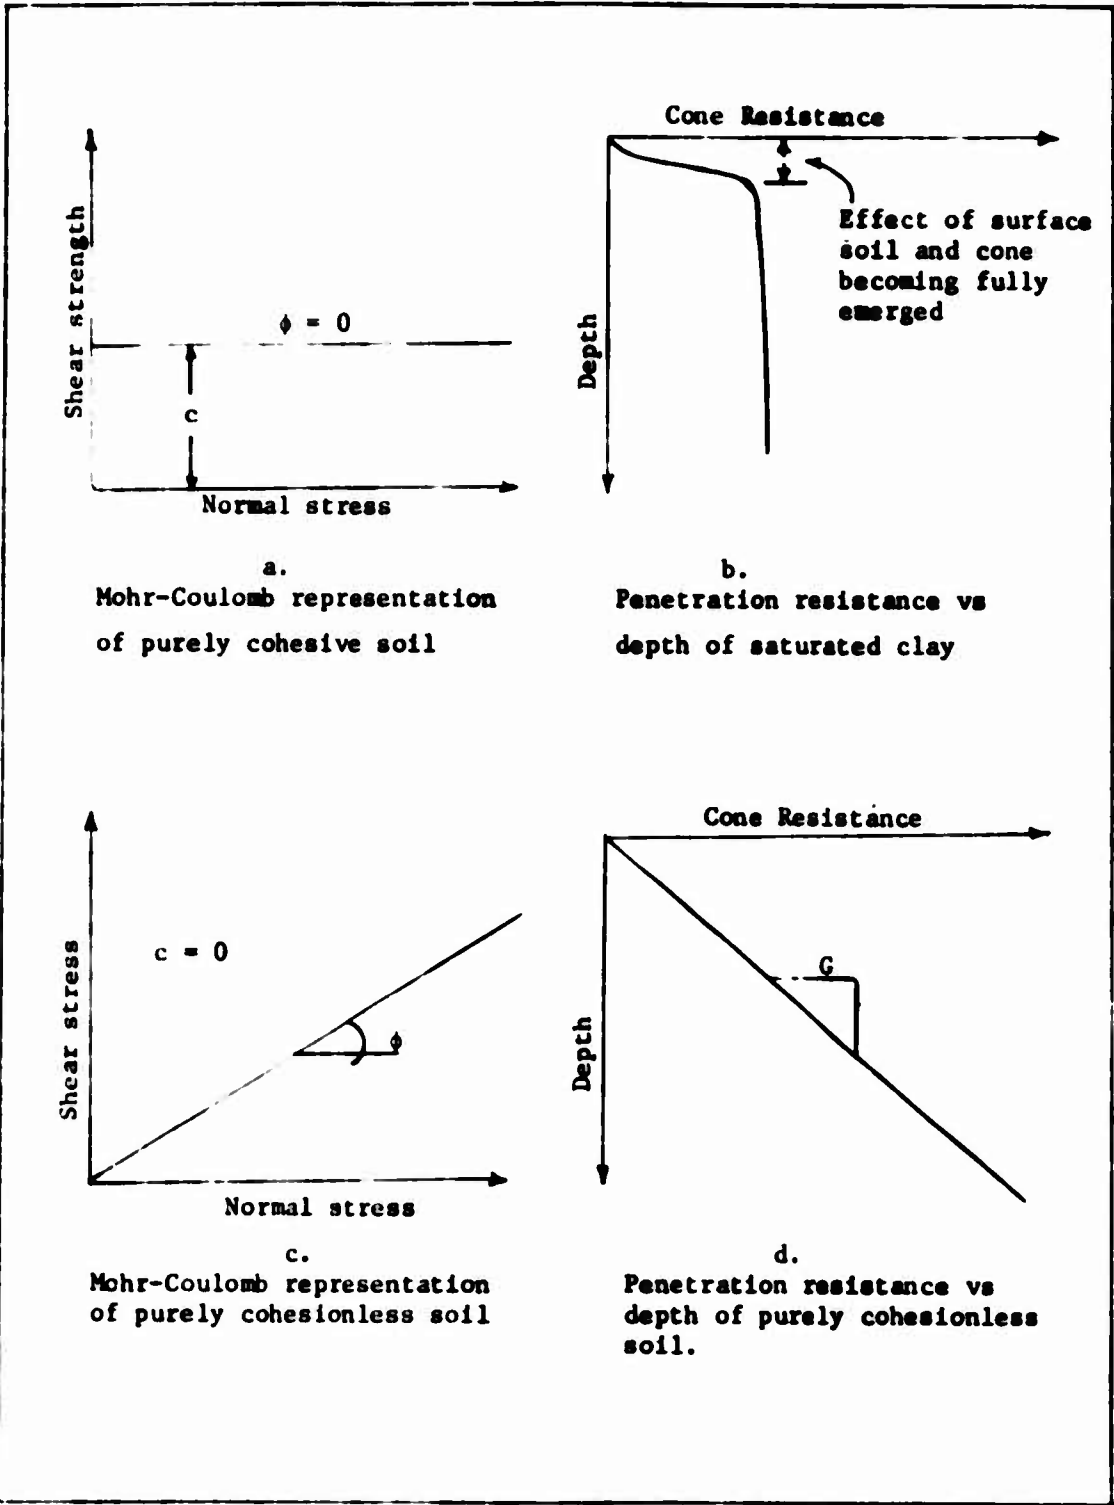 Shear strength
φ = 0
c
Normal stress
a.
Mohr-Coulomb representation
of purely cohesive soil
Cone Resistance
Effect of surface
soil and cone
becoming fully
emerged
Depth
b.
Penetration resistance vs
depth of saturated clay
Shear stress
c = 0
φ
Normal stress
c.
Mohr-Coulomb representation
of purely cohesionless soil
Cone Resistance
G
Depth
d.
Penetration resistance vs
depth of purely cohesionless
soil.